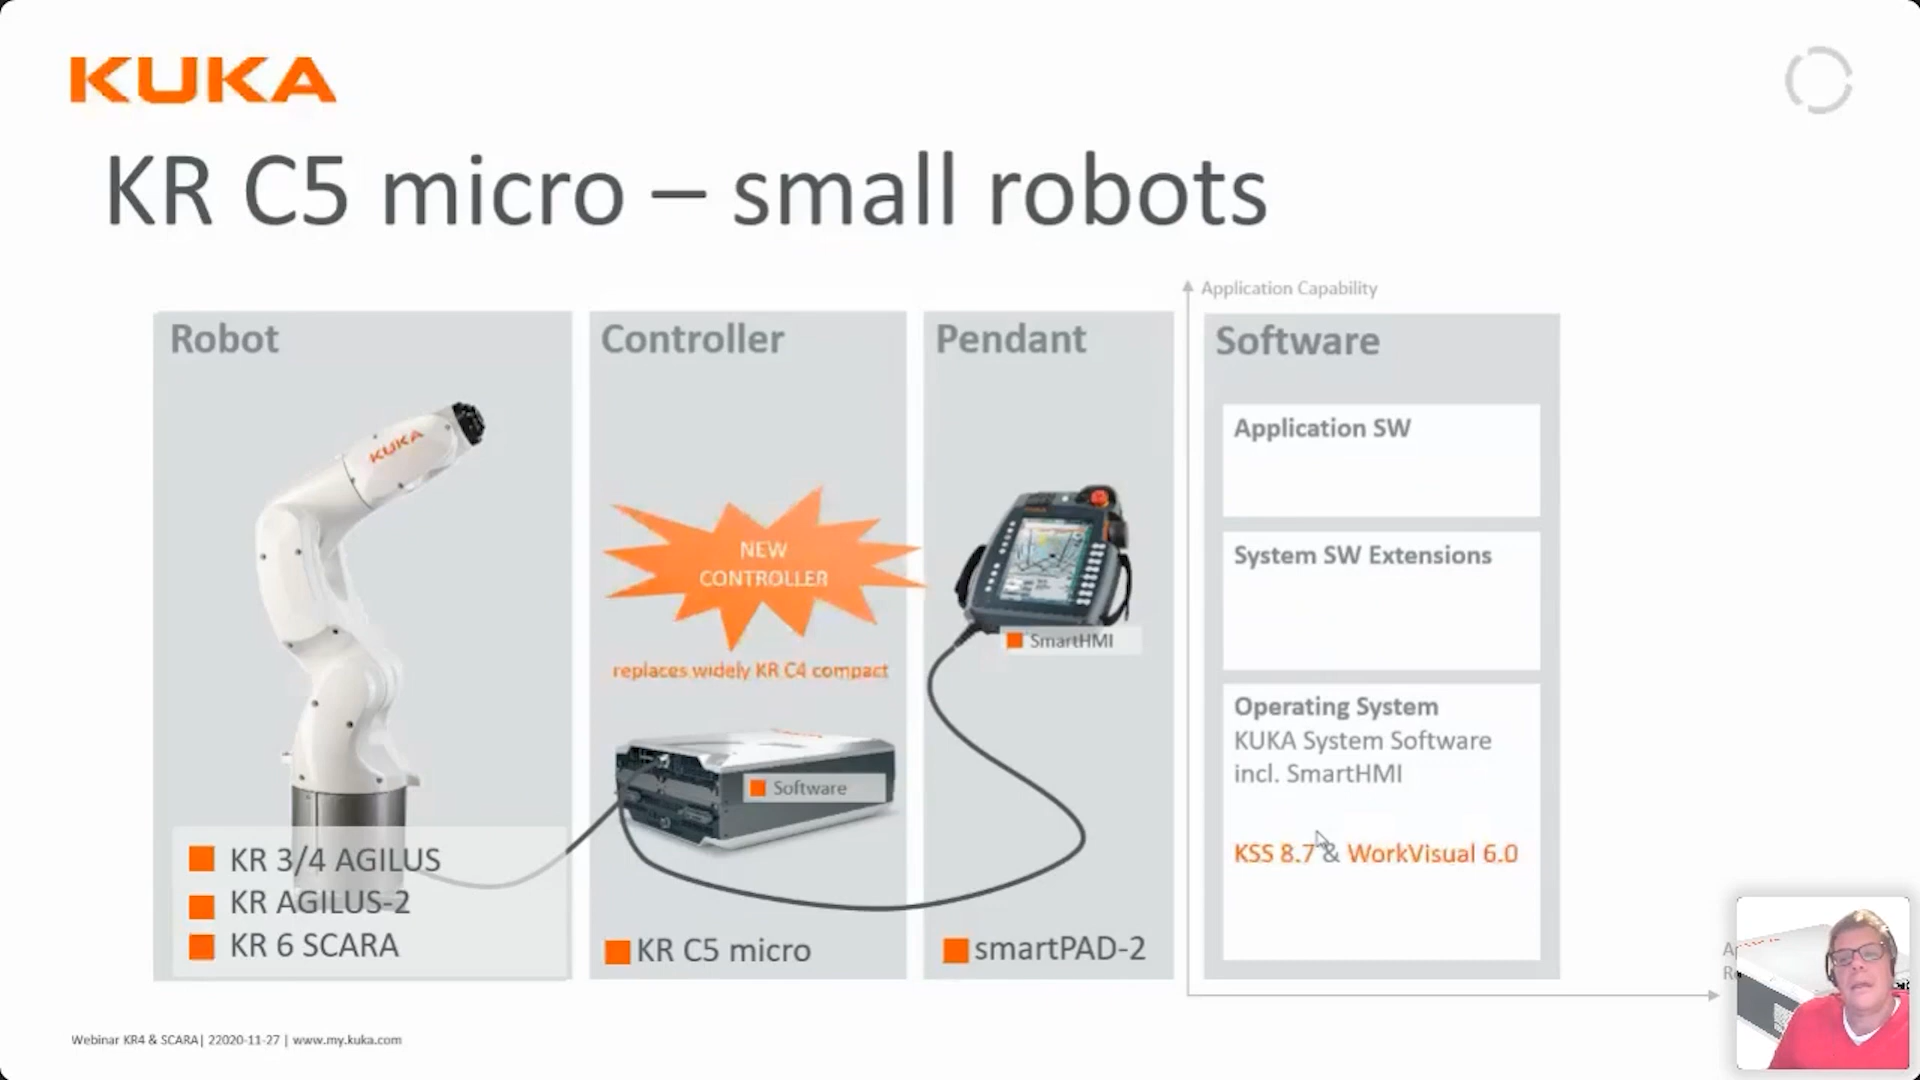 KUKA
KR C5 micro – small robots
Application Capability
Robot
Controller
Pendant
Software
KUKA
Application SW
NEW
CONTROLLER
System SW Extensions
SmartHMI
replaces widely KR C4 compact
Operating System
KUKA System Software
incl. SmartHMI
Software
KSS 8.7 & WorkVisual 6.0
KR 3/4 AGILUS
KR AGILUS-2
KR 6 SCARA
KR C5 micro
smartPAD-2
Webinar KR4 & SCARA| 22020-11-27 | www.my.kuka.com